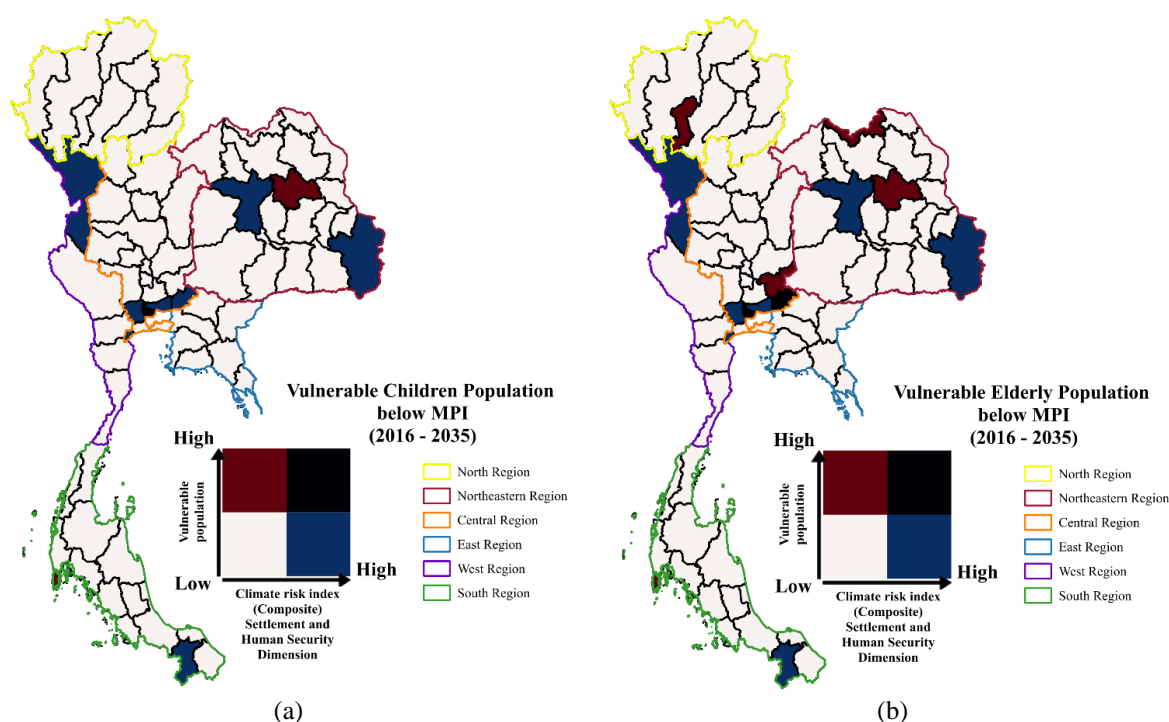 Vulnerable Children Population
below MPI
(2016 - 2035)
High
Vulnerable
population
Low
High
Climate risk index
(Composite)
Settlement and
Human Security
Dimension
North Region
Northeastern Region
Central Region
East Region
West Region
South Region
(a)
Vulnerable Elderly Population
below MPI
(2016 - 2035)
High
Vulnerable
population
Low
High
Climate risk index
(Composite)
Settlement and
Human Security
Dimension
North Region
Northeastern Region
Central Region
East Region
West Region
South Region
(b)